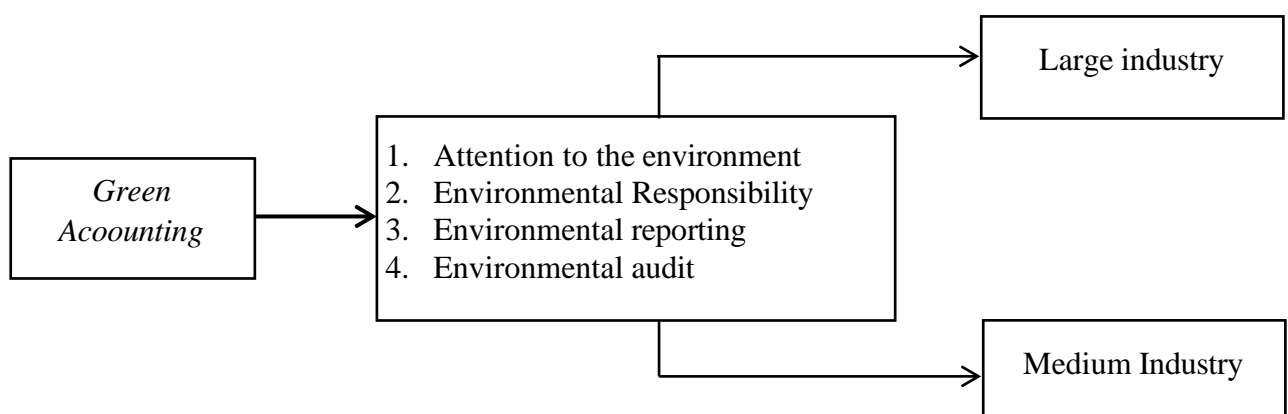 Large industry
Green
Acoounting
1. Attention to the environment
2. Environmental Responsibility
3. Environmental reporting
4. Environmental audit
Medium Industry